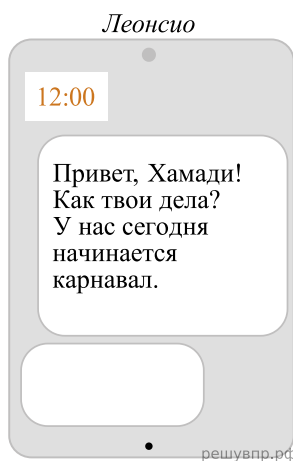 Леонсио
12:00
Привет, Хамади!
Как твои дела?
У нас сегодня
начинается
карнавал.
решувпр.рф